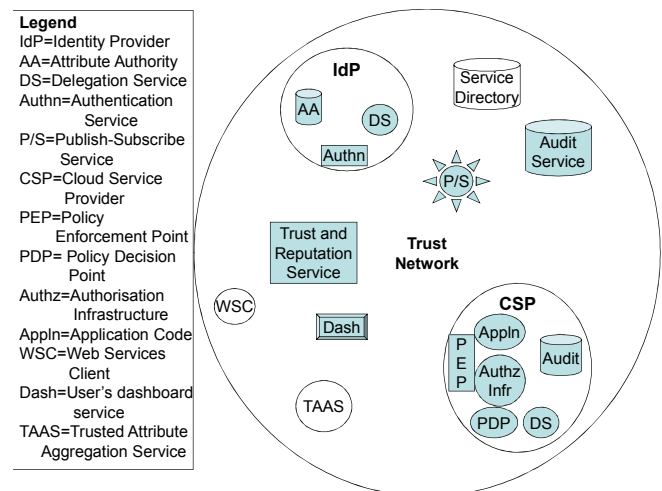 Legend
IdP=Identity Provider
AA=Attribute Authority
DS=Delegation Service
Authn=Authentication
Service
P/S=Publish-Subscribe
Service
CSP=Cloud Service
Provider
PEP=Policy
Enforcement Point
PDP= Policy Decision
Point
Authz=Authorisation
Infrastructure
Appln=Application Code
WSC=Web Services
Client
Dash=User's dashboard
service
TAAS=Trusted Attribute
Aggregation Service
IdP
AA
DS
Authn
Service
Directory
Audit
Service
P/S
Trust and
Reputation
Service
Trust
Network
WSC
Dash
TAAS
CSP
Appln
P
E
P
Authz
Infr
Audit
PDP
DS